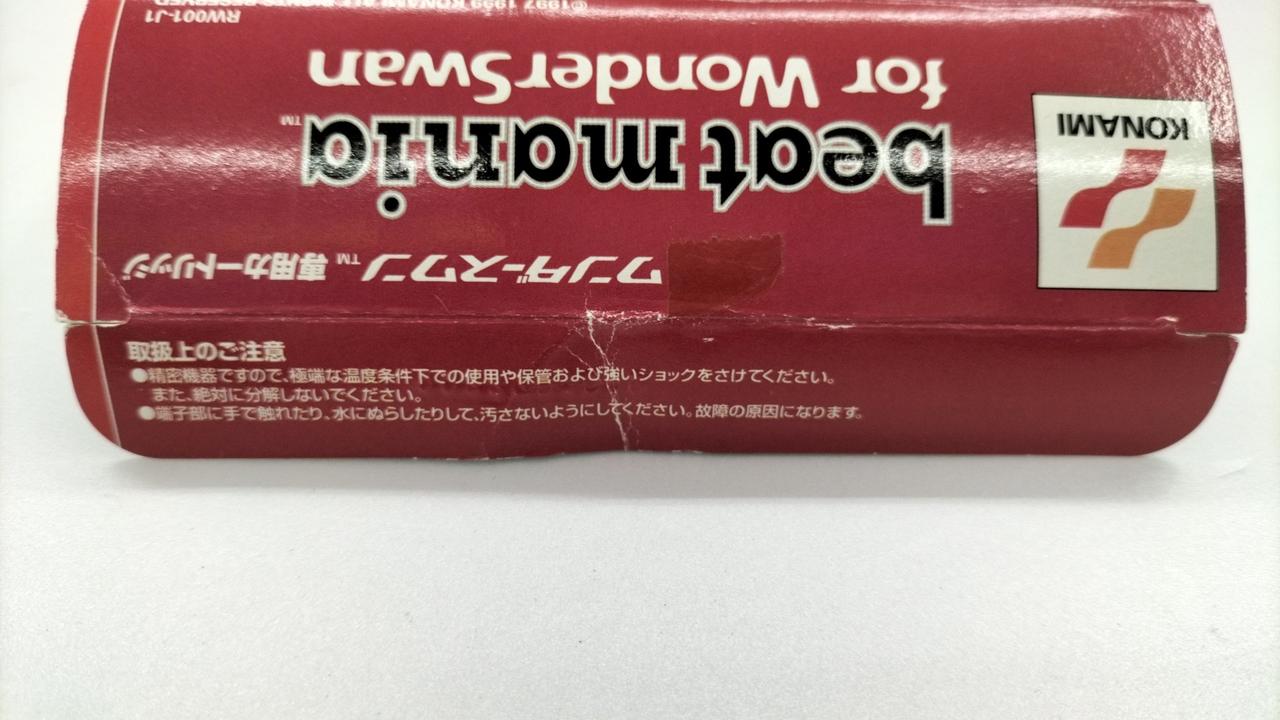 取扱上のご注意
●精密機器ですので、極端な温度条件下での使用や保管および強いショックをさけてください。
また、絶対に分解しないでください。
●端子部に手で触れたり、水にぬらしたりして、汚さないようにしてください。故障の原因になります。
ワンダースワン™専用カートリッジ
beatmania™
for WonderSwan
KONAMI
RW001-J1
©1997 1999 KONAMI ALL RIGHTS RESERVED